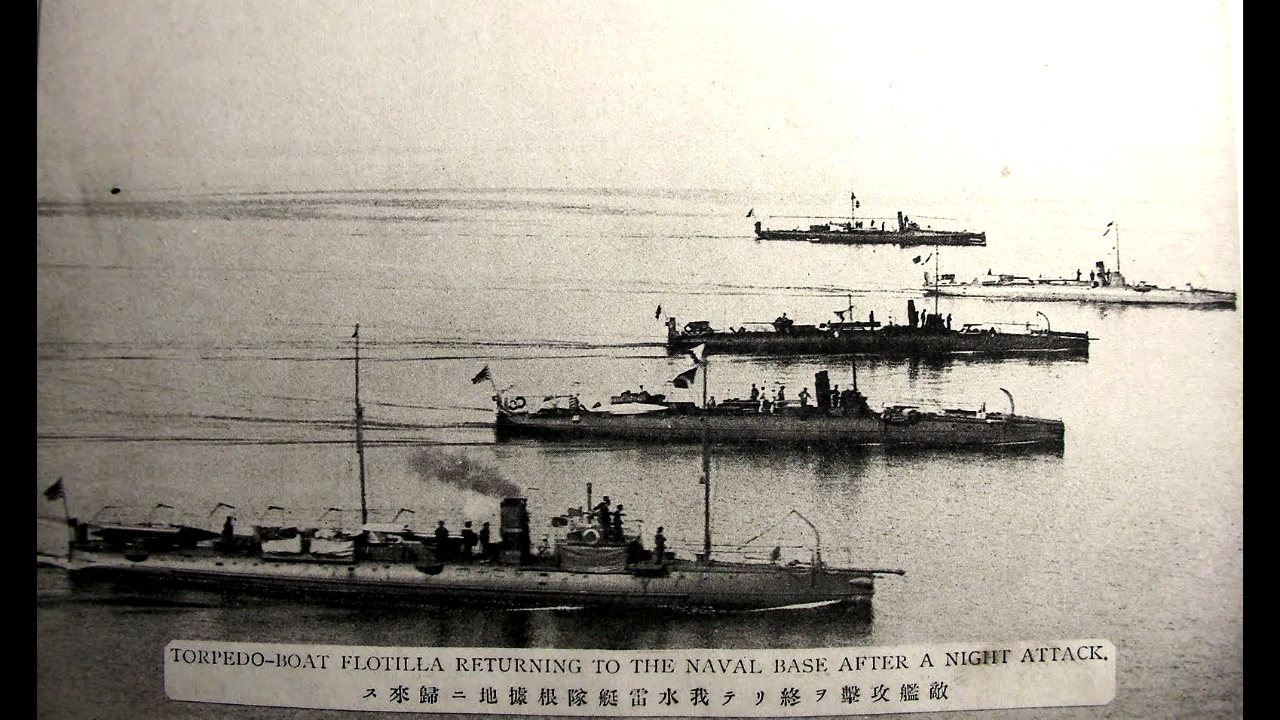 TORPEDO-BOAT FLOTILLA RETURNING TO THE NAVAL BASE AFTER A NIGHT ATTACK.
敵艦攻擊ヲ終リテ我水雷艇隊根據地ニ歸來ス